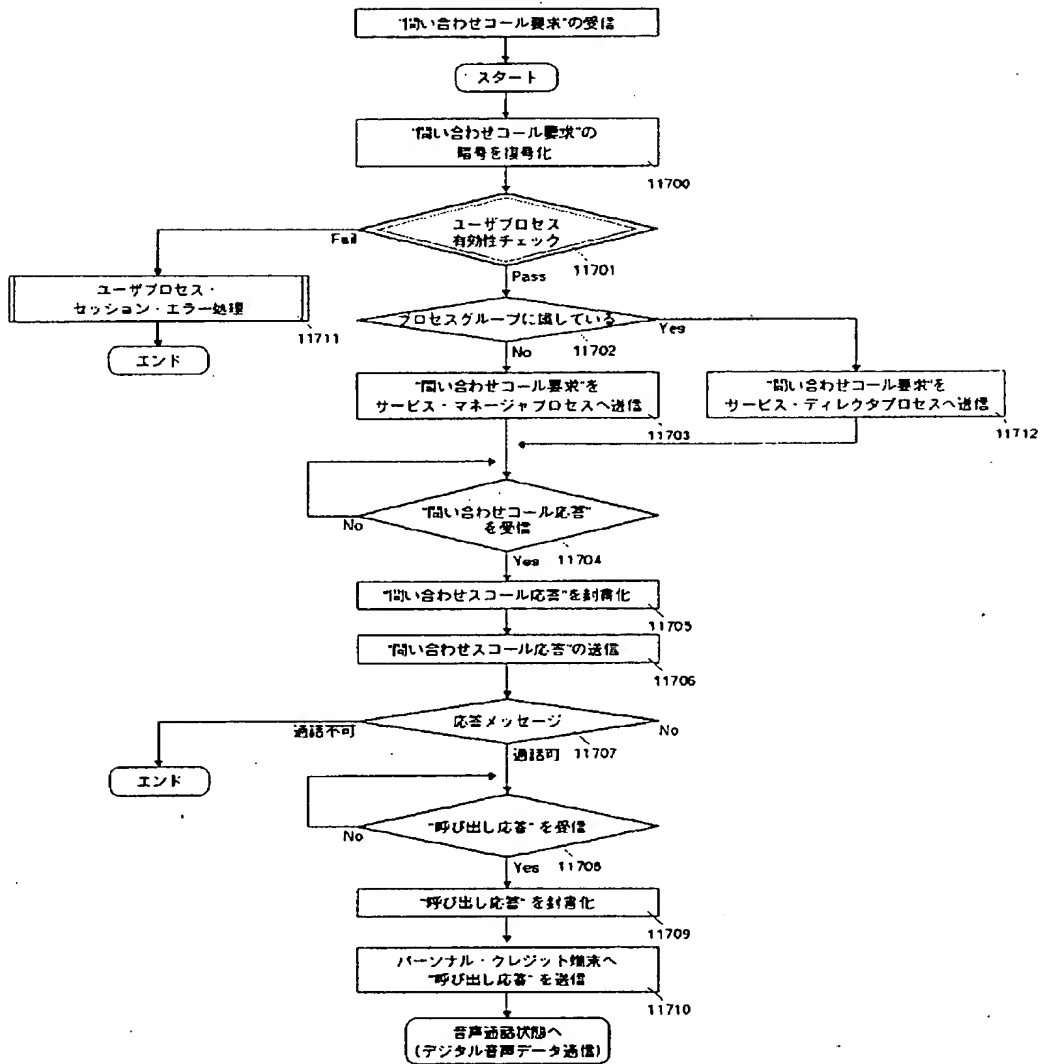 "問い合わせコール要求"の受信
スタート
"問い合わせコール要求"の
暗号を復号化
11700
ユーザプロセス
有効性チェック
11701
Fail
Pass
ユーザプロセス・
セッション・エラー処理
11711
エンド
プロセスグループに属している
11702
Yes
No
"問い合わせコール要求"を
サービス・マネージャプロセスへ送信
11703
"問い合わせコール要求"を
サービス・ディレクタプロセスへ送信
11712
"問い合わせコール応答"
を受信
No
11704
Yes
"問い合わせスコール応答"を封書化
11705
"問い合わせスコール応答"の送信
11706
応答メッセージ
通話不可
No
11707
通話可
エンド
"呼び出し応答" を受信
No
11708
Yes
"呼び出し応答" を封書化
11709
パーソナル・クレジット端末へ
"呼び出し応答" を送信
11710
音声通話状態へ
(デジタル音声データ通信)